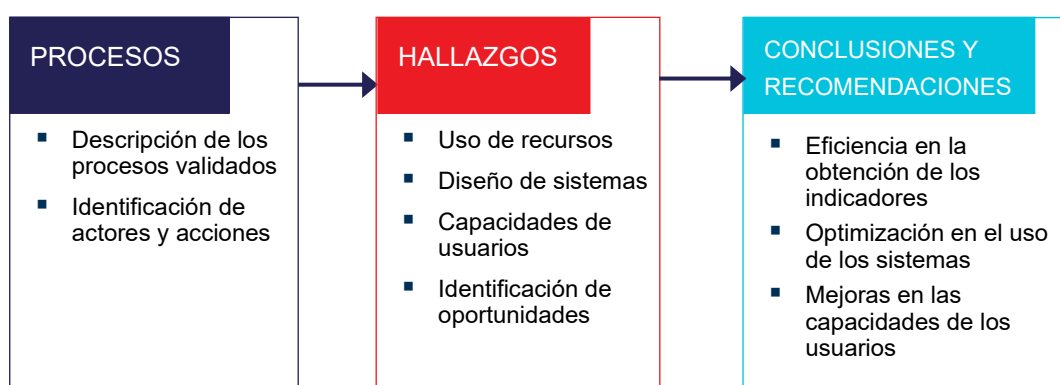 PROCESOS
▪ Descripción de los
procesos validados
▪ Identificación de
actores y acciones
HALLAZGOS
▪ Uso de recursos
▪ Diseño de sistemas
▪ Capacidades de
usuarios
▪ Identificación de
oportunidades
CONCLUSIONES Y
RECOMENDACIONES
▪ Eficiencia en la
obtención de los
indicadores
▪ Optimización en el uso
de los sistemas
▪ Mejoras en las
capacidades de los
usuarios